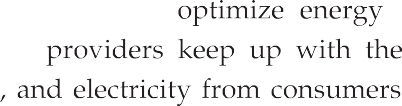 optimize energy
providers keep up with the
, and electricity from consumers